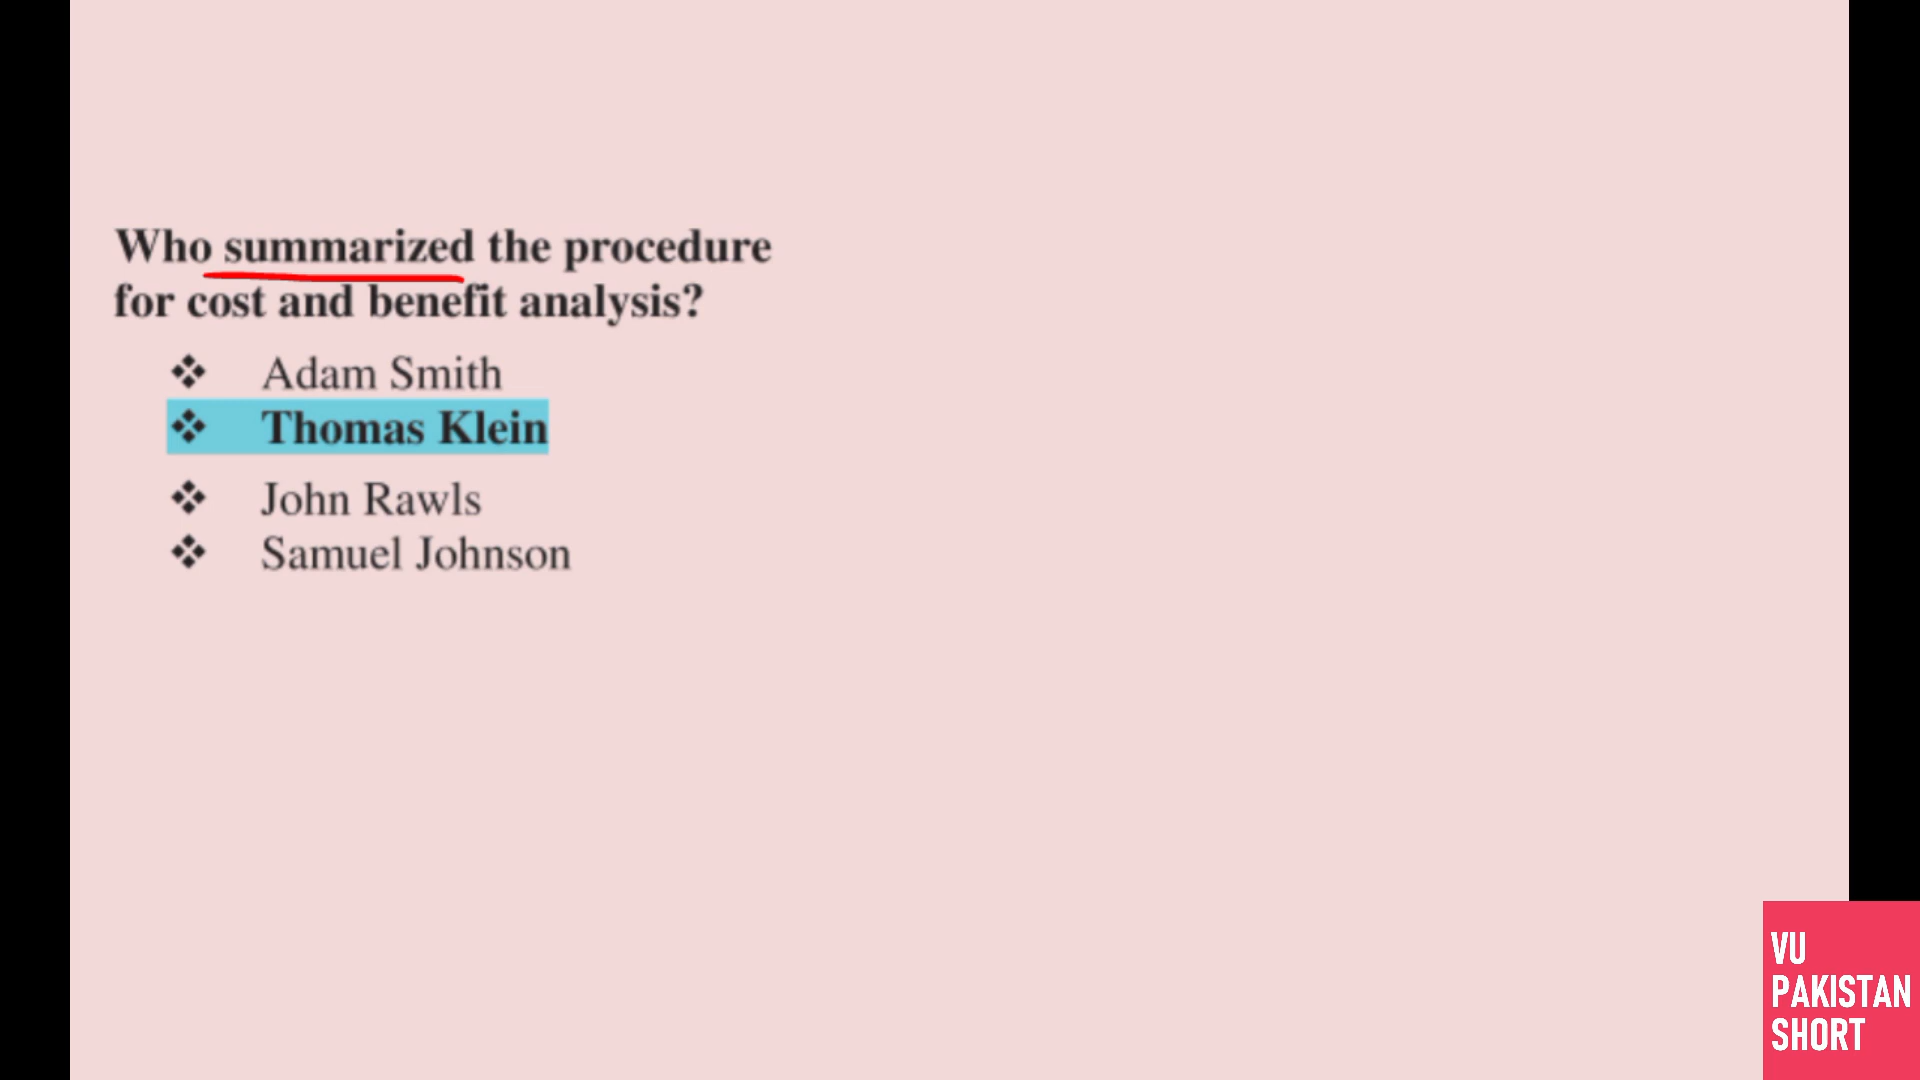 Who summarized the procedure
for cost and benefit analysis?
❖ Adam Smith
❖ Thomas Klein
❖ John Rawls
❖ Samuel Johnson
VU
PAKISTAN
SHORT